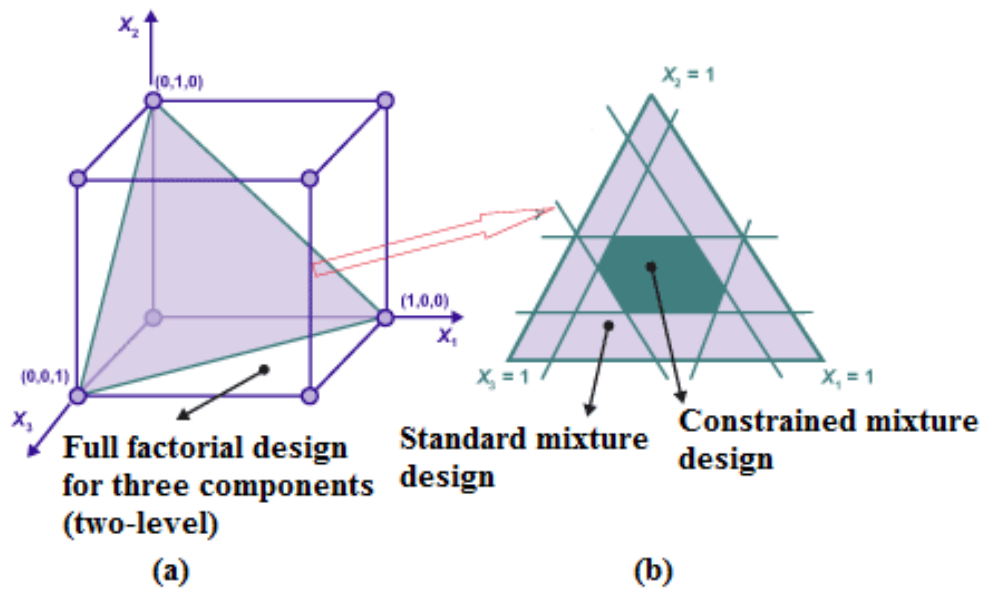 X₂
(0,1,0)
(1,0,0)
X₁
(0,0,1)
X₃
Full factorial design
for three components
(two-level)
(a)
X₂ = 1
X₃ = 1
X₁ = 1
Standard mixture
design
Constrained mixture
design
(b)